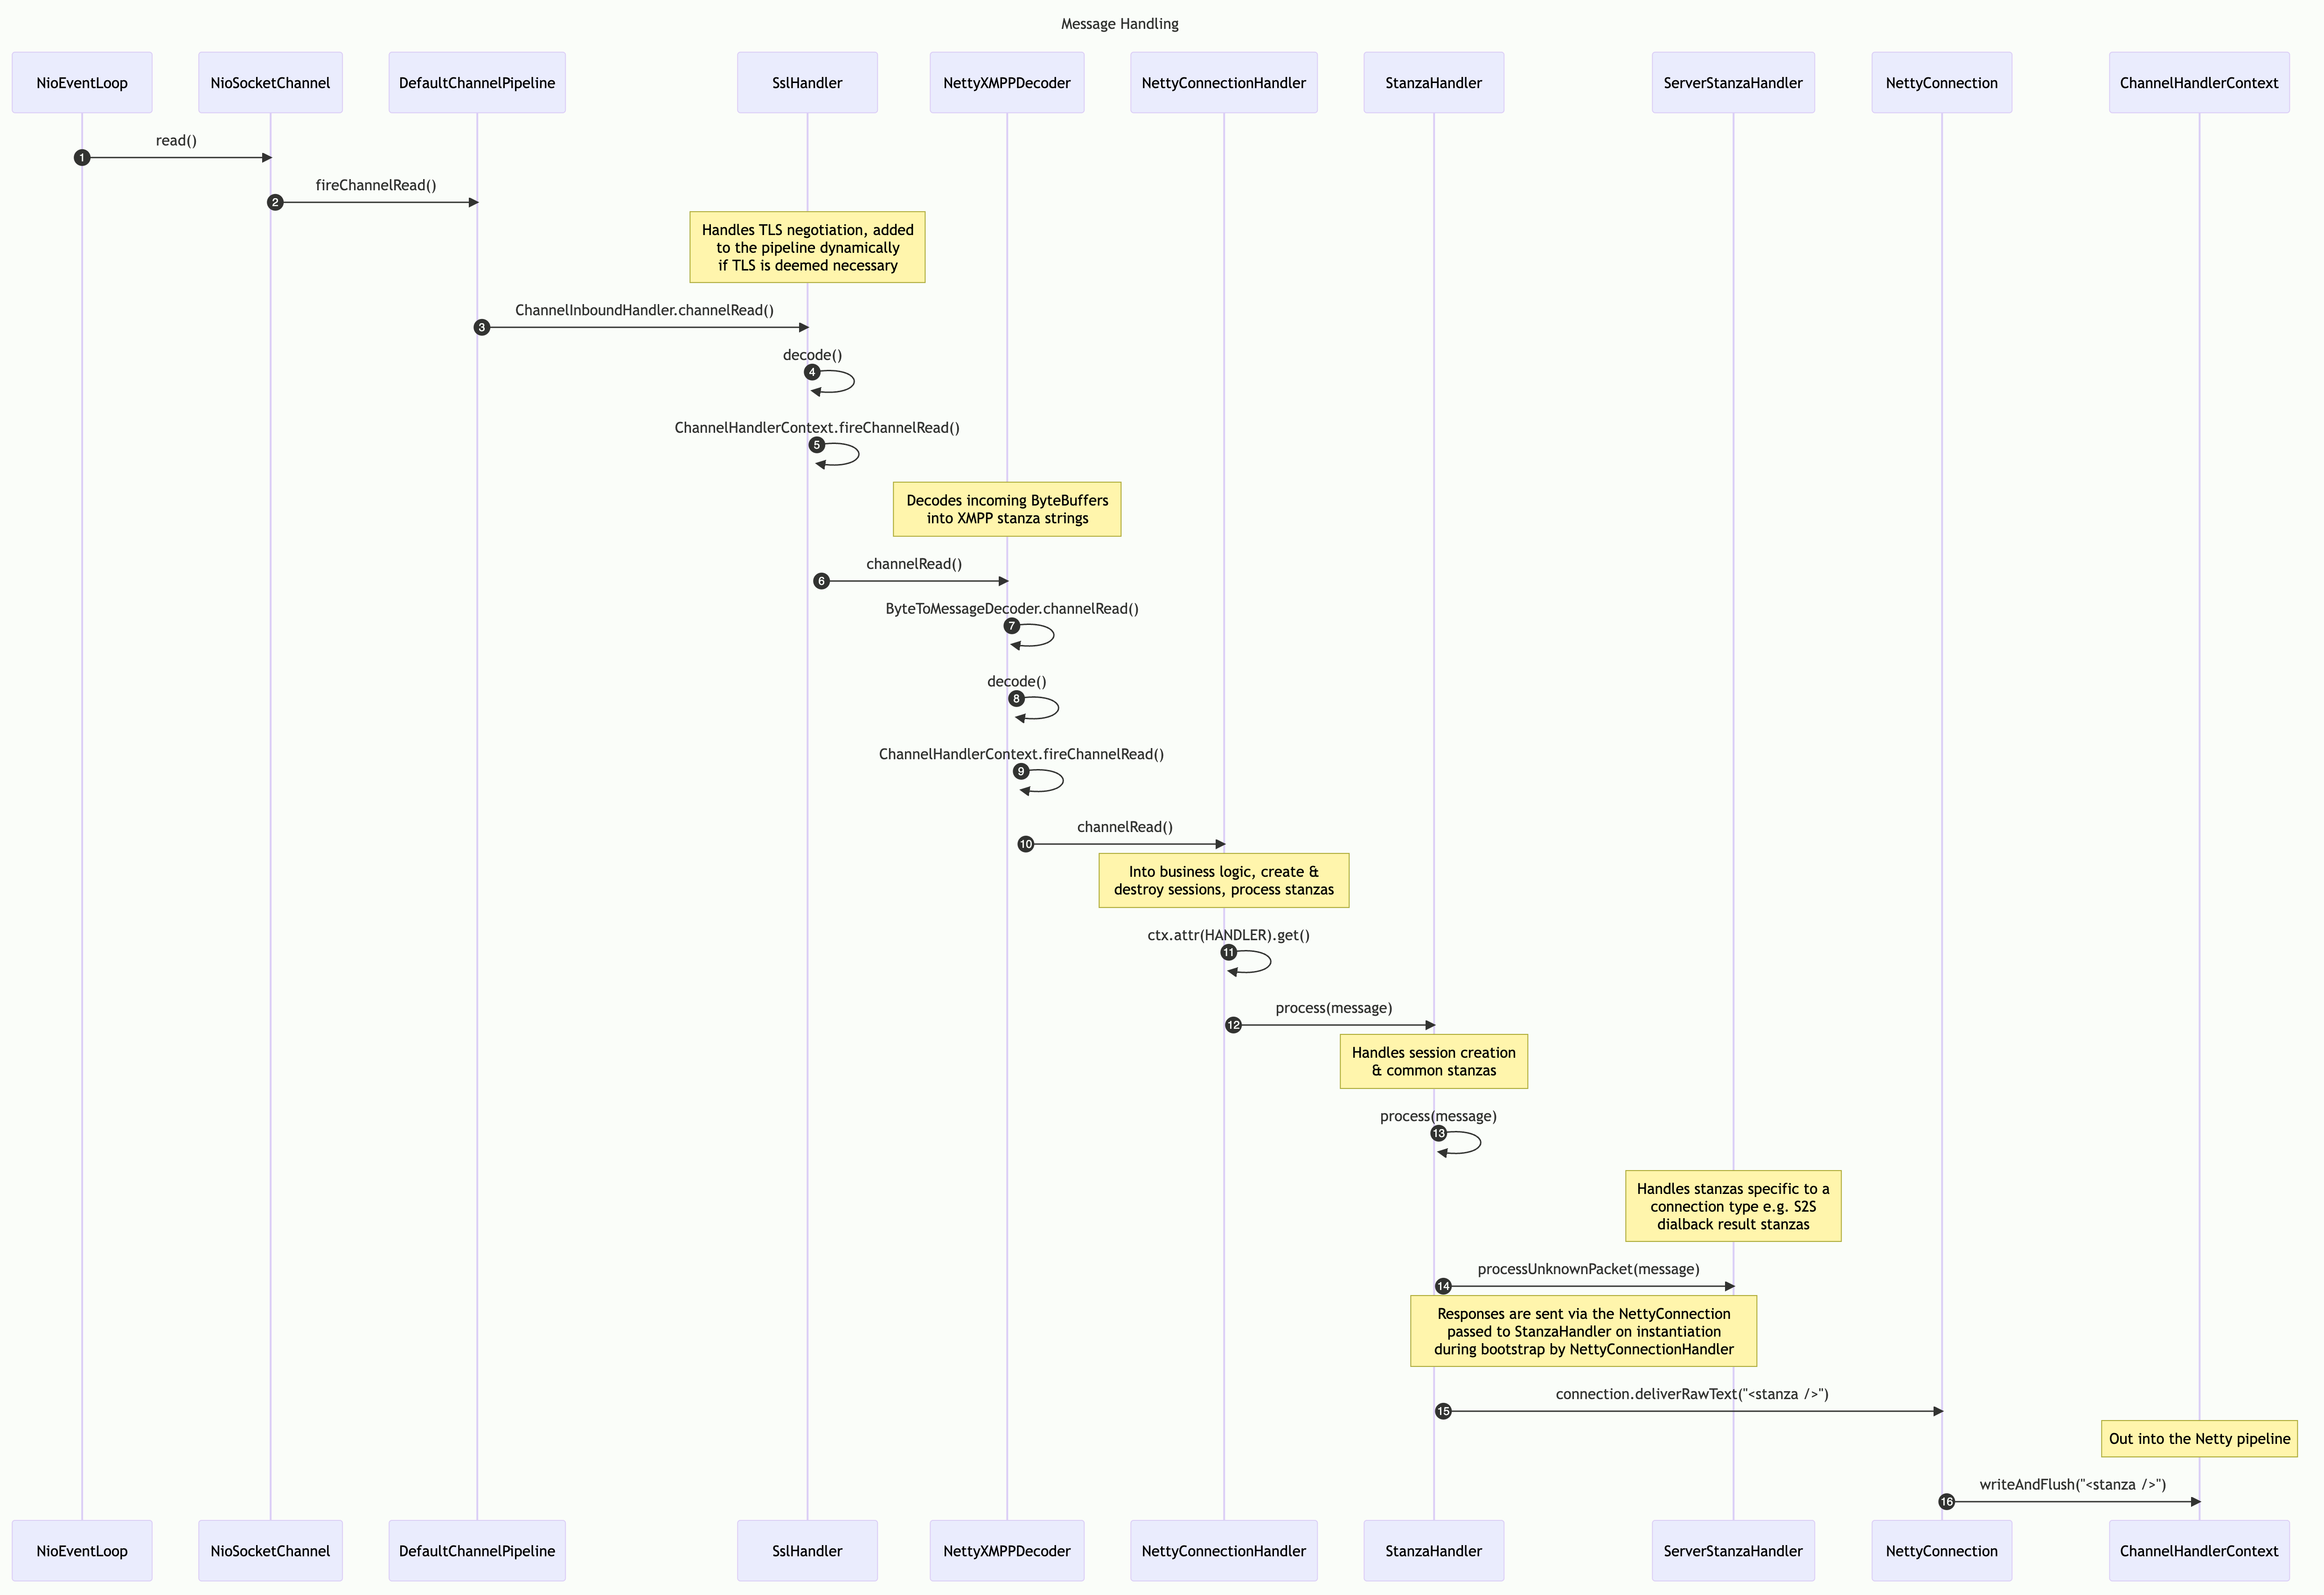 Message Handling
NioEventLoop
NioSocketChannel
DefaultChannelPipeline
SslHandler
NettyXMPPDecoder
NettyConnectionHandler
StanzaHandler
ServerStanzaHandler
NettyConnection
ChannelHandlerContext
read()
1
fireChannelRead()
2
Handles TLS negotiation, added
to the pipeline dynamically
if TLS is deemed necessary
ChannelInboundHandler.channelRead()
3
decode()
4
ChannelHandlerContext.fireChannelRead()
5
Decodes incoming ByteBuffers
into XMPP stanza strings
channelRead()
6
ByteToMessageDecoder.channelRead()
7
decode()
8
ChannelHandlerContext.fireChannelRead()
9
channelRead()
10
Into business logic, create &
destroy sessions, process stanzas
ctx.attr(HANDLER).get()
11
process(message)
12
Handles session creation
& common stanzas
process(message)
13
Handles stanzas specific to a
connection type e.g. S2S
dialback result stanzas
processUnknownPacket(message)
14
Responses are sent via the NettyConnection
passed to StanzaHandler on instantiation
during bootstrap by NettyConnectionHandler
connection.deliverRawText("<stanza />")
15
Out into the Netty pipeline
writeAndFlush("<stanza />")
16
NioEventLoop
NioSocketChannel
DefaultChannelPipeline
SslHandler
NettyXMPPDecoder
NettyConnectionHandler
StanzaHandler
ServerStanzaHandler
NettyConnection
ChannelHandlerContext